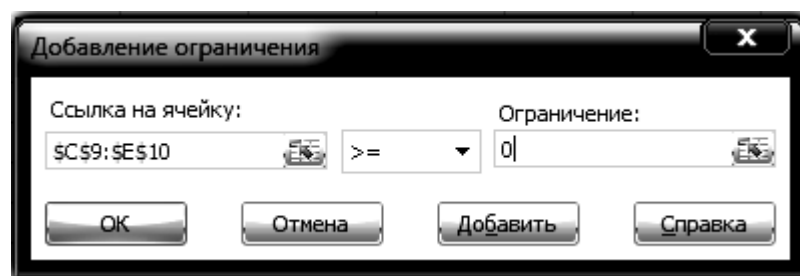 Добавление ограничения
X
Ссылка на ячейку:
Ограничение:
$C$9:$E$10
>=
0
ОК
Отмена
Добавить
Справка